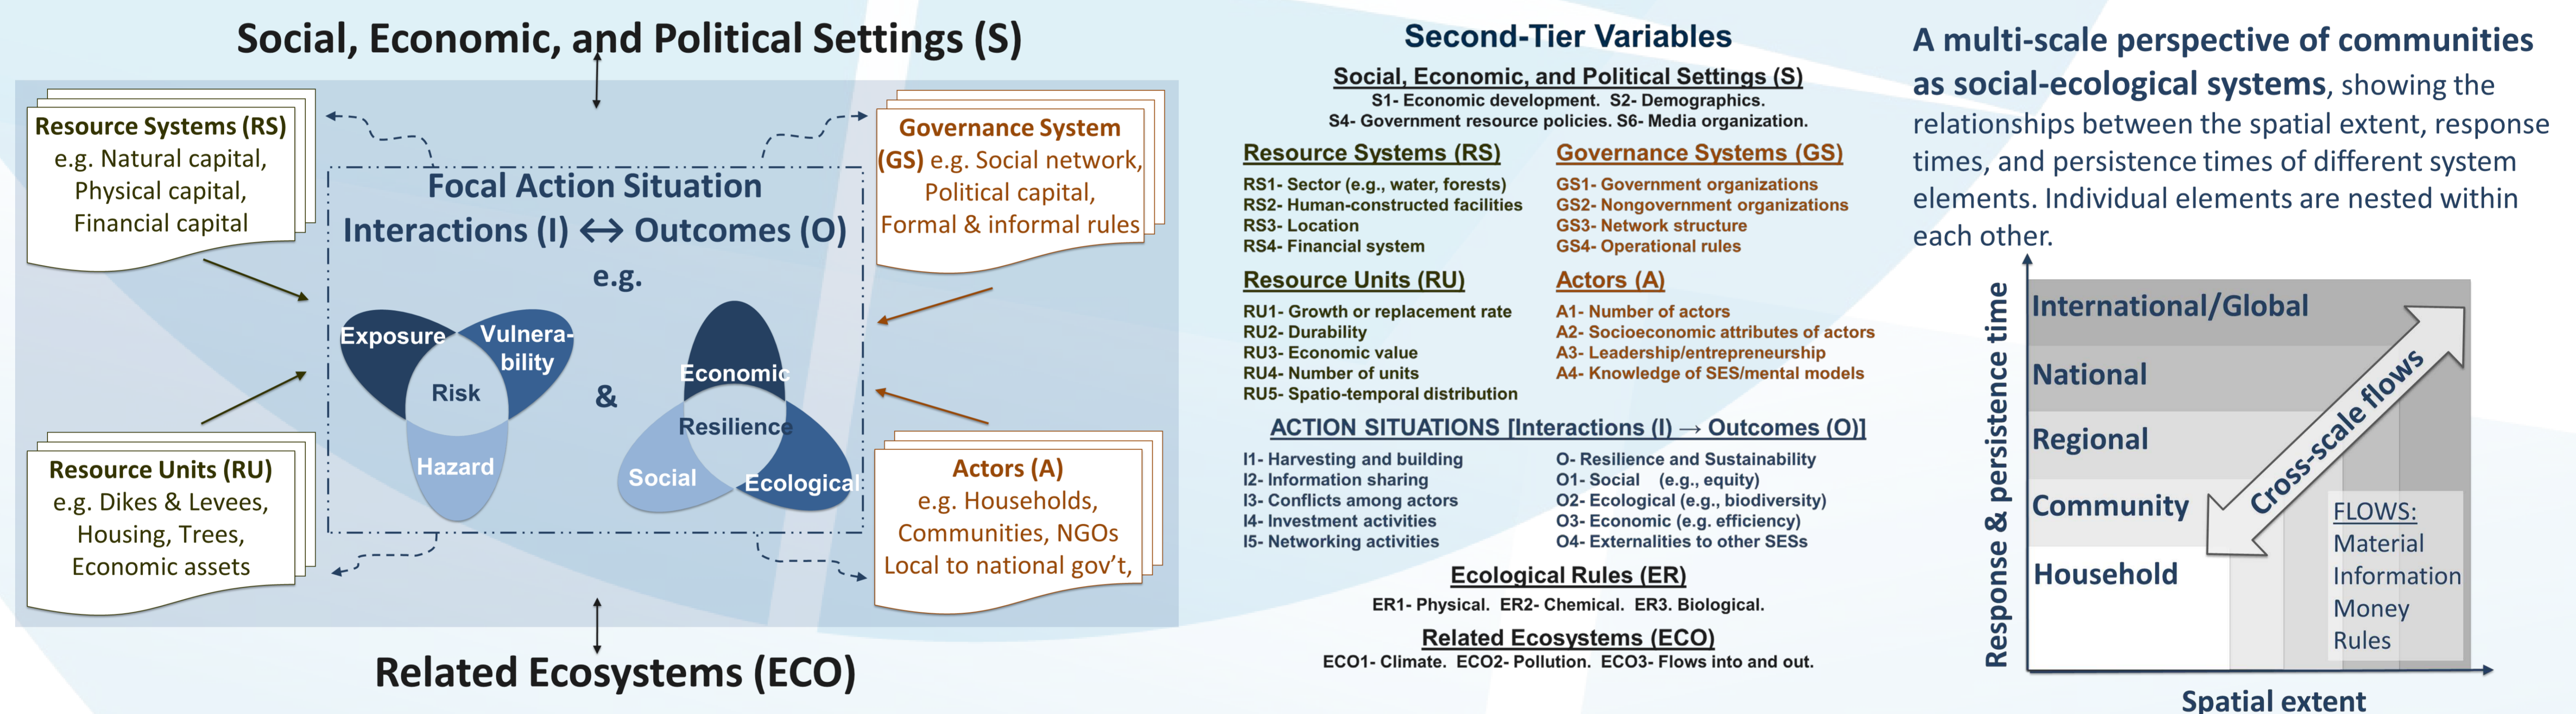 Social, Economic, and Political Settings (S)
Resource Systems (RS)
e.g. Natural capital,
Physical capital,
Financial capital
Governance System
(GS) e.g. Social network,
Political capital,
Formal & informal rules
Focal Action Situation
Interactions (I) ↔ Outcomes (O)
e.g.
Exposure
Vulnera-
bility
Risk
Hazard
&
Economic
Resilience
Social
Ecological
Resource Units (RU)
e.g. Dikes & Levees,
Housing, Trees,
Economic assets
Actors (A)
e.g. Households,
Communities, NGOs
Local to national gov’t,
Related Ecosystems (ECO)
Second-Tier Variables
Social, Economic, and Political Settings (S)
S1- Economic development. S2- Demographics.
S4- Government resource policies. S6- Media organization.
Resource Systems (RS)
RS1- Sector (e.g., water, forests)
RS2- Human-constructed facilities
RS3- Location
RS4- Financial system
Governance Systems (GS)
GS1- Government organizations
GS2- Nongovernment organizations
GS3- Network structure
GS4- Operational rules
Resource Units (RU)
RU1- Growth or replacement rate
RU2- Durability
RU3- Economic value
RU4- Number of units
RU5- Spatio-temporal distribution
Actors (A)
A1- Number of actors
A2- Socioeconomic attributes of actors
A3- Leadership/entrepreneurship
A4- Knowledge of SES/mental models
ACTION SITUATIONS [Interactions (I) → Outcomes (O)]
I1- Harvesting and building
I2- Information sharing
I3- Conflicts among actors
I4- Investment activities
I5- Networking activities
O- Resilience and Sustainability
O1- Social (e.g., equity)
O2- Ecological (e.g., biodiversity)
O3- Economic (e.g. efficiency)
O4- Externalities to other SESs
Ecological Rules (ER)
ER1- Physical. ER2- Chemical. ER3. Biological.
Related Ecosystems (ECO)
ECO1- Climate. ECO2- Pollution. ECO3- Flows into and out.
A multi-scale perspective of communities
as social-ecological systems, showing the
relationships between the spatial extent, response
times, and persistence times of different system
elements. Individual elements are nested within
each other.
Response & persistence time
International/Global
National
Regional
Community
Household
Cross-scale flows
FLOWS:
Material
Information
Money
Rules
Spatial extent